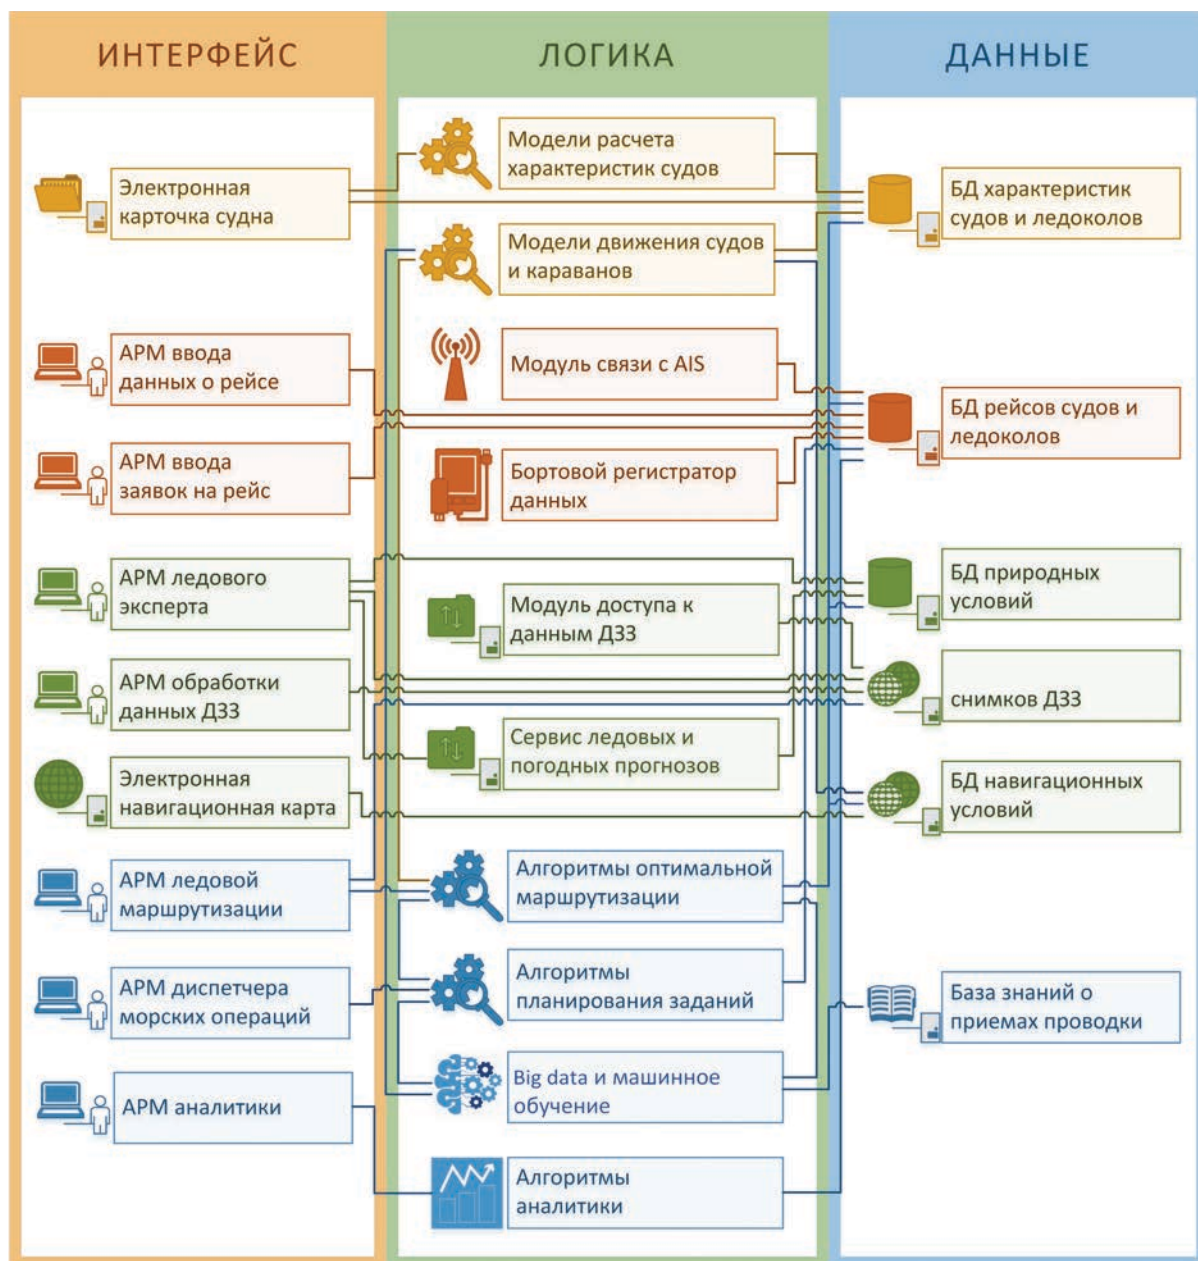 ИНТЕРФЕЙС
Электронная
карточка судна
АРМ ввода
данных о рейсе
АРМ ввода
заявок на рейс
АРМ ледового
эксперта
АРМ обработки
данных ДЗЗ
Электронная
навигационная карта
АРМ ледовой
маршрутизации
АРМ диспетчера
морских операций
АРМ аналитики
ЛОГИКА
Модели расчета
характеристик судов
Модели движения судов
и караванов
Модуль связи с AIS
Бортовой регистратор
данных
Модуль доступа к
данным ДЗЗ
Сервис ледовых и
погодных прогнозов
Алгоритмы оптимальной
маршрутизации
Алгоритмы
планирования заданий
Big data и машинное
обучение
Алгоритмы
аналитики
ДАННЫЕ
БД характеристик
судов и ледоколов
БД рейсов судов и
ледоколов
БД природных
условий
снимков ДЗЗ
БД навигационных
условий
База знаний о
приемах проводки